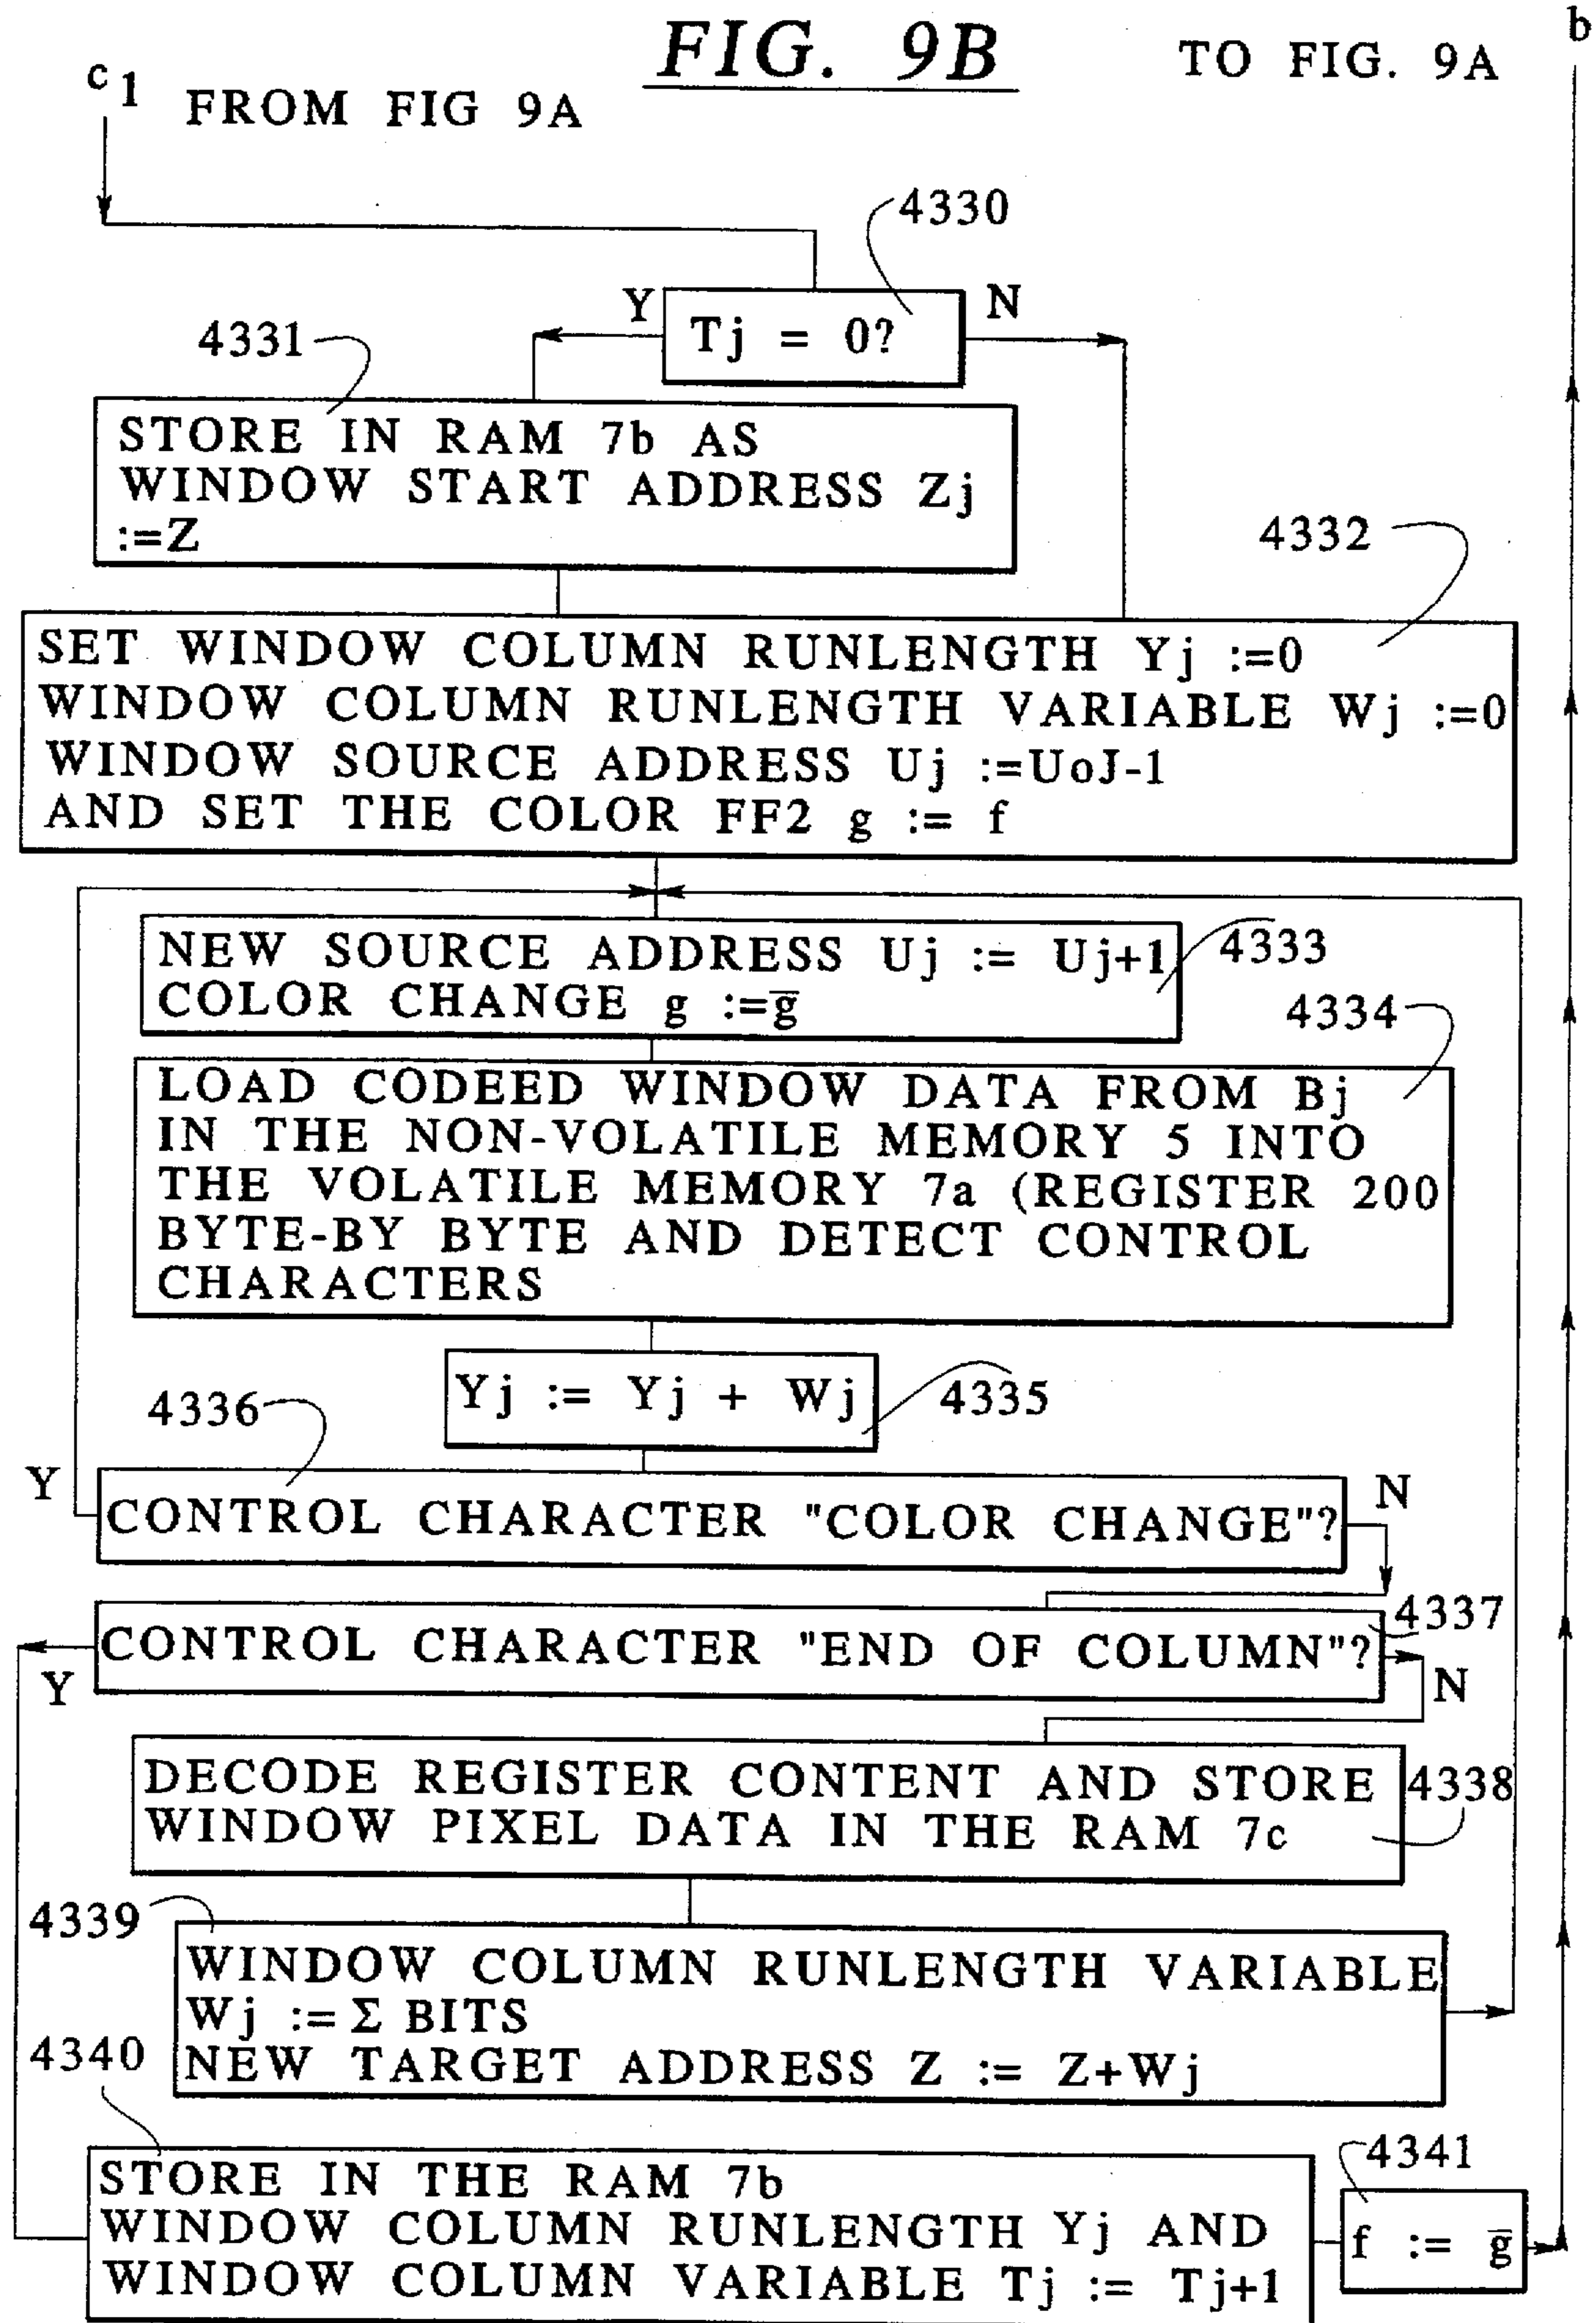 FIG. 9B
TO FIG. 9A
b
c1
FROM FIG 9A
4330
Y
Tj = 0?
N
4331
STORE IN RAM 7b AS
WINDOW START ADDRESS Zj
:=Z
4332
SET WINDOW COLUMN RUNLENGTH Yj :=0
WINDOW COLUMN RUNLENGTH VARIABLE Wj :=0
WINDOW SOURCE ADDRESS Uj :=UoJ-1
AND SET THE COLOR FF2 g := f
NEW SOURCE ADDRESS Uj := Uj+1
COLOR CHANGE g :=g̅
4333
4334
LOAD CODEED WINDOW DATA FROM Bj
IN THE NON-VOLATILE MEMORY 5 INTO
THE VOLATILE MEMORY 7a (REGISTER 200
BYTE-BY BYTE AND DETECT CONTROL
CHARACTERS
Yj := Yj + Wj
4335
4336
Y
CONTROL CHARACTER "COLOR CHANGE"?
N
4337
CONTROL CHARACTER "END OF COLUMN"?
Y
N
DECODE REGISTER CONTENT AND STORE
WINDOW PIXEL DATA IN THE RAM 7c
4338
4339
WINDOW COLUMN RUNLENGTH VARIABLE
Wj := Σ BITS
NEW TARGET ADDRESS Z := Z+Wj
4340
STORE IN THE RAM 7b
WINDOW COLUMN RUNLENGTH Yj AND
WINDOW COLUMN VARIABLE Tj := Tj+1
4341
f := g̅